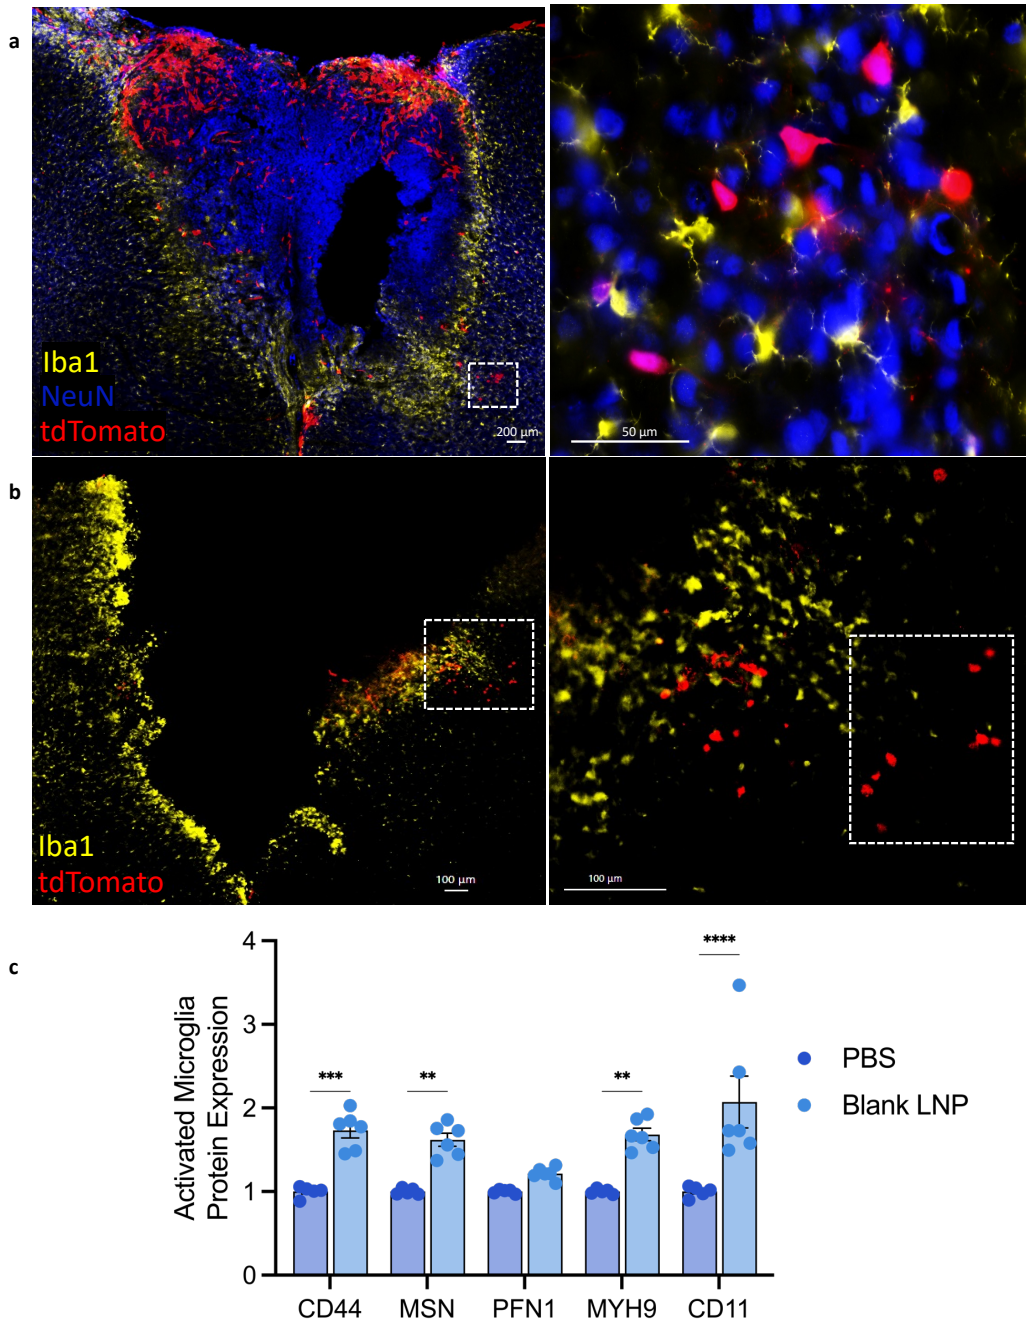 a
Iba1
NeuN
tdTomato
200 µm
50 µm
b
Iba1
tdTomato
100 µm
100 µm
c
Activated Microglia
Protein Expression
4
3
2
1
0
***
**
**
****
CD44
MSN
PFN1
MYH9
CD11
PBS
Blank LNP